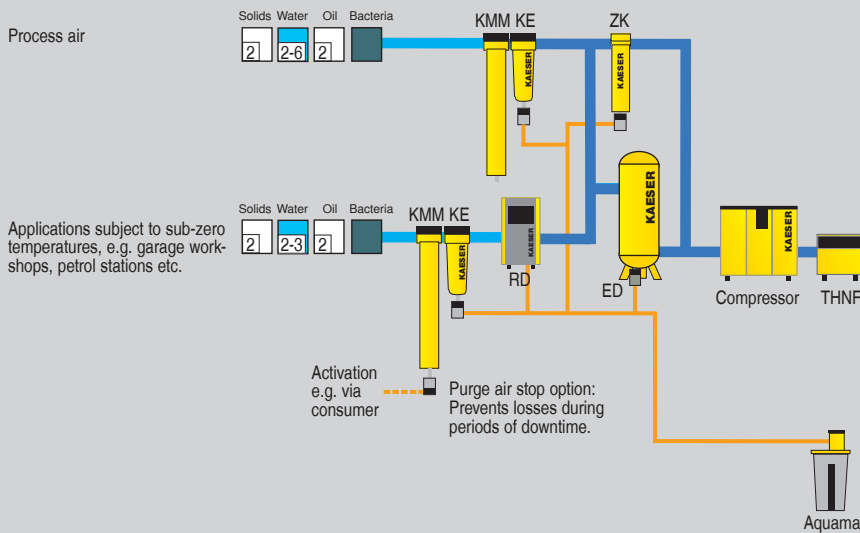 Process air
Solids Water Oil Bacteria
2 2-6 2
KMM KE
KAESER
ZK
KAESER
Applications subject to sub-zero
temperatures, e.g. garage work-
shops, petrol stations etc.
Solids Water Oil Bacteria
2 2-3 2
KMM KE
KAESER
KAESER
RD
KAESER
ED
KAESER
Compressor
THNF
Activation
e.g. via
consumer
Purge air stop option:
Prevents losses during
periods of downtime.
Aquama